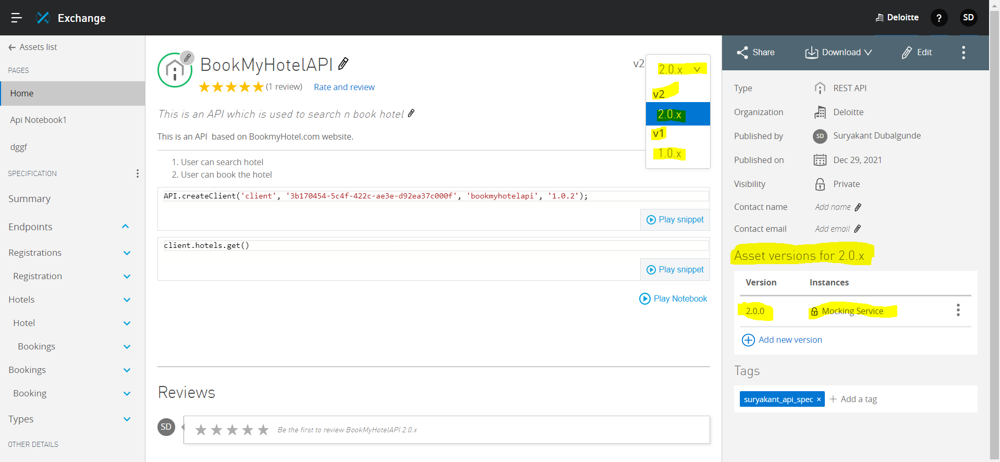 Exchange
Deloitte
?
SD
Assets list
PAGES
Home
Api Notebook1
dggf
SPECIFICATION
Summary
Endpoints
Registrations
Registration
Hotels
Hotel
Bookings
Bookings
Booking
Types
OTHER DETAILS
BookMyHotelAPI
(1 review) Rate and review
v2
2.0.x
v2
2.0.x
v1
1.0.x
This is an API which is used to search n book hotel
This is an API based on BookmyHotel.com website.
1. User can search hotel
2. User can book the hotel
API.createClient('client', '3b170454-5c4f-422c-ae3e-d92ea37c000f', 'bookmyhotelapi', '1.0.2');
Play snippet
client.hotels.get()
Play snippet
Play Notebook
Reviews
SD
Be the first to review BookMyHotelAPI 2.0.x
Share Download Edit
Type REST API
Organization Deloitte
Published by SD Suryakant Dubalgunde
Published on Dec 29, 2021
Visibility Private
Contact name Add name
Contact email Add email
Asset versions for 2.0.x
Version Instances
2.0.0 Mocking Service
Add new version
Tags
suryakant_api_spec × + Add a tag